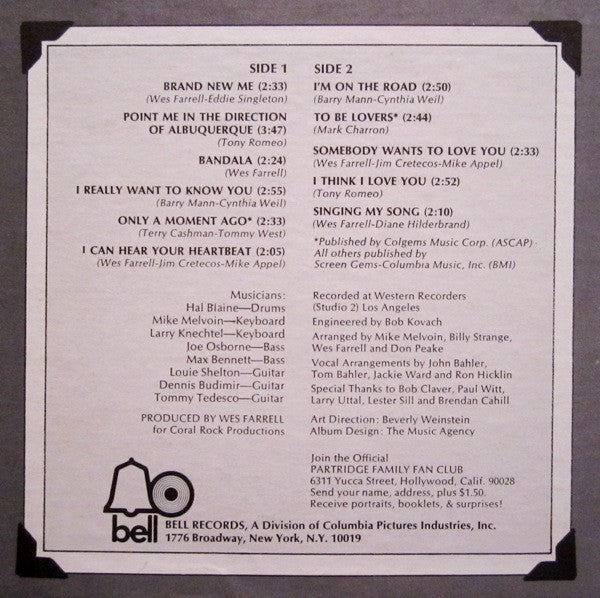 SIDE 1
BRAND NEW ME (2:33)
(Wes Farrell-Eddie Singleton)
POINT ME IN THE DIRECTION
OF ALBUQUERQUE (3:47)
(Tony Romeo)
BANDALA (2:24)
(Wes Farrell)
I REALLY WANT TO KNOW YOU (2:55)
(Barry Mann-Cynthia Weil)
ONLY A MOMENT AGO* (2:33)
(Terry Cashman-Tommy West)
I CAN HEAR YOUR HEARTBEAT (2:05)
(Wes Farrell-Jim Cretecos-Mike Appel)
SIDE 2
I'M ON THE ROAD (2:50)
(Barry Mann-Cynthia Weil)
TO BE LOVERS* (2:44)
(Mark Charron)
SOMEBODY WANTS TO LOVE YOU (2:33)
(Wes Farrell-Jim Cretecos-Mike Appel)
I THINK I LOVE YOU (2:52)
(Tony Romeo)
SINGING MY SONG (2:10)
(Wes Farrell-Diane Hilderbrand)
*Published by Colgems Music Corp. (ASCAP)
All others published by
Screen Gems-Columbia Music, Inc. (BMI)
Musicians:
Hal Blaine—Drums
Mike Melvoin—Keyboard
Larry Knechtel—Keyboard
Joe Osborne—Bass
Max Bennett—Bass
Louie Shelton—Guitar
Dennis Budimir—Guitar
Tommy Tedesco—Guitar
PRODUCED BY WES FARRELL
for Coral Rock Productions
Recorded at Western Recorders
(Studio 2) Los Angeles
Engineered by Bob Kovach
Arranged by Mike Melvoin, Billy Strange,
Wes Farrell and Don Peake
Vocal Arrangements by John Bahler,
Tom Bahler, Jackie Ward and Ron Hicklin
Special Thanks to Bob Claver, Paul Witt,
Larry Uttal, Lester Sill and Brendan Cahill
Art Direction: Beverly Weinstein
Album Design: The Music Agency
Join the Official
PARTRIDGE FAMILY FAN CLUB
6311 Yucca Street, Hollywood, Calif. 90028
Send your name, address, plus $1.50.
Receive portraits, booklets, & surprises!
bell
BELL RECORDS, A Division of Columbia Pictures Industries, Inc.
1776 Broadway, New York, N.Y. 10019